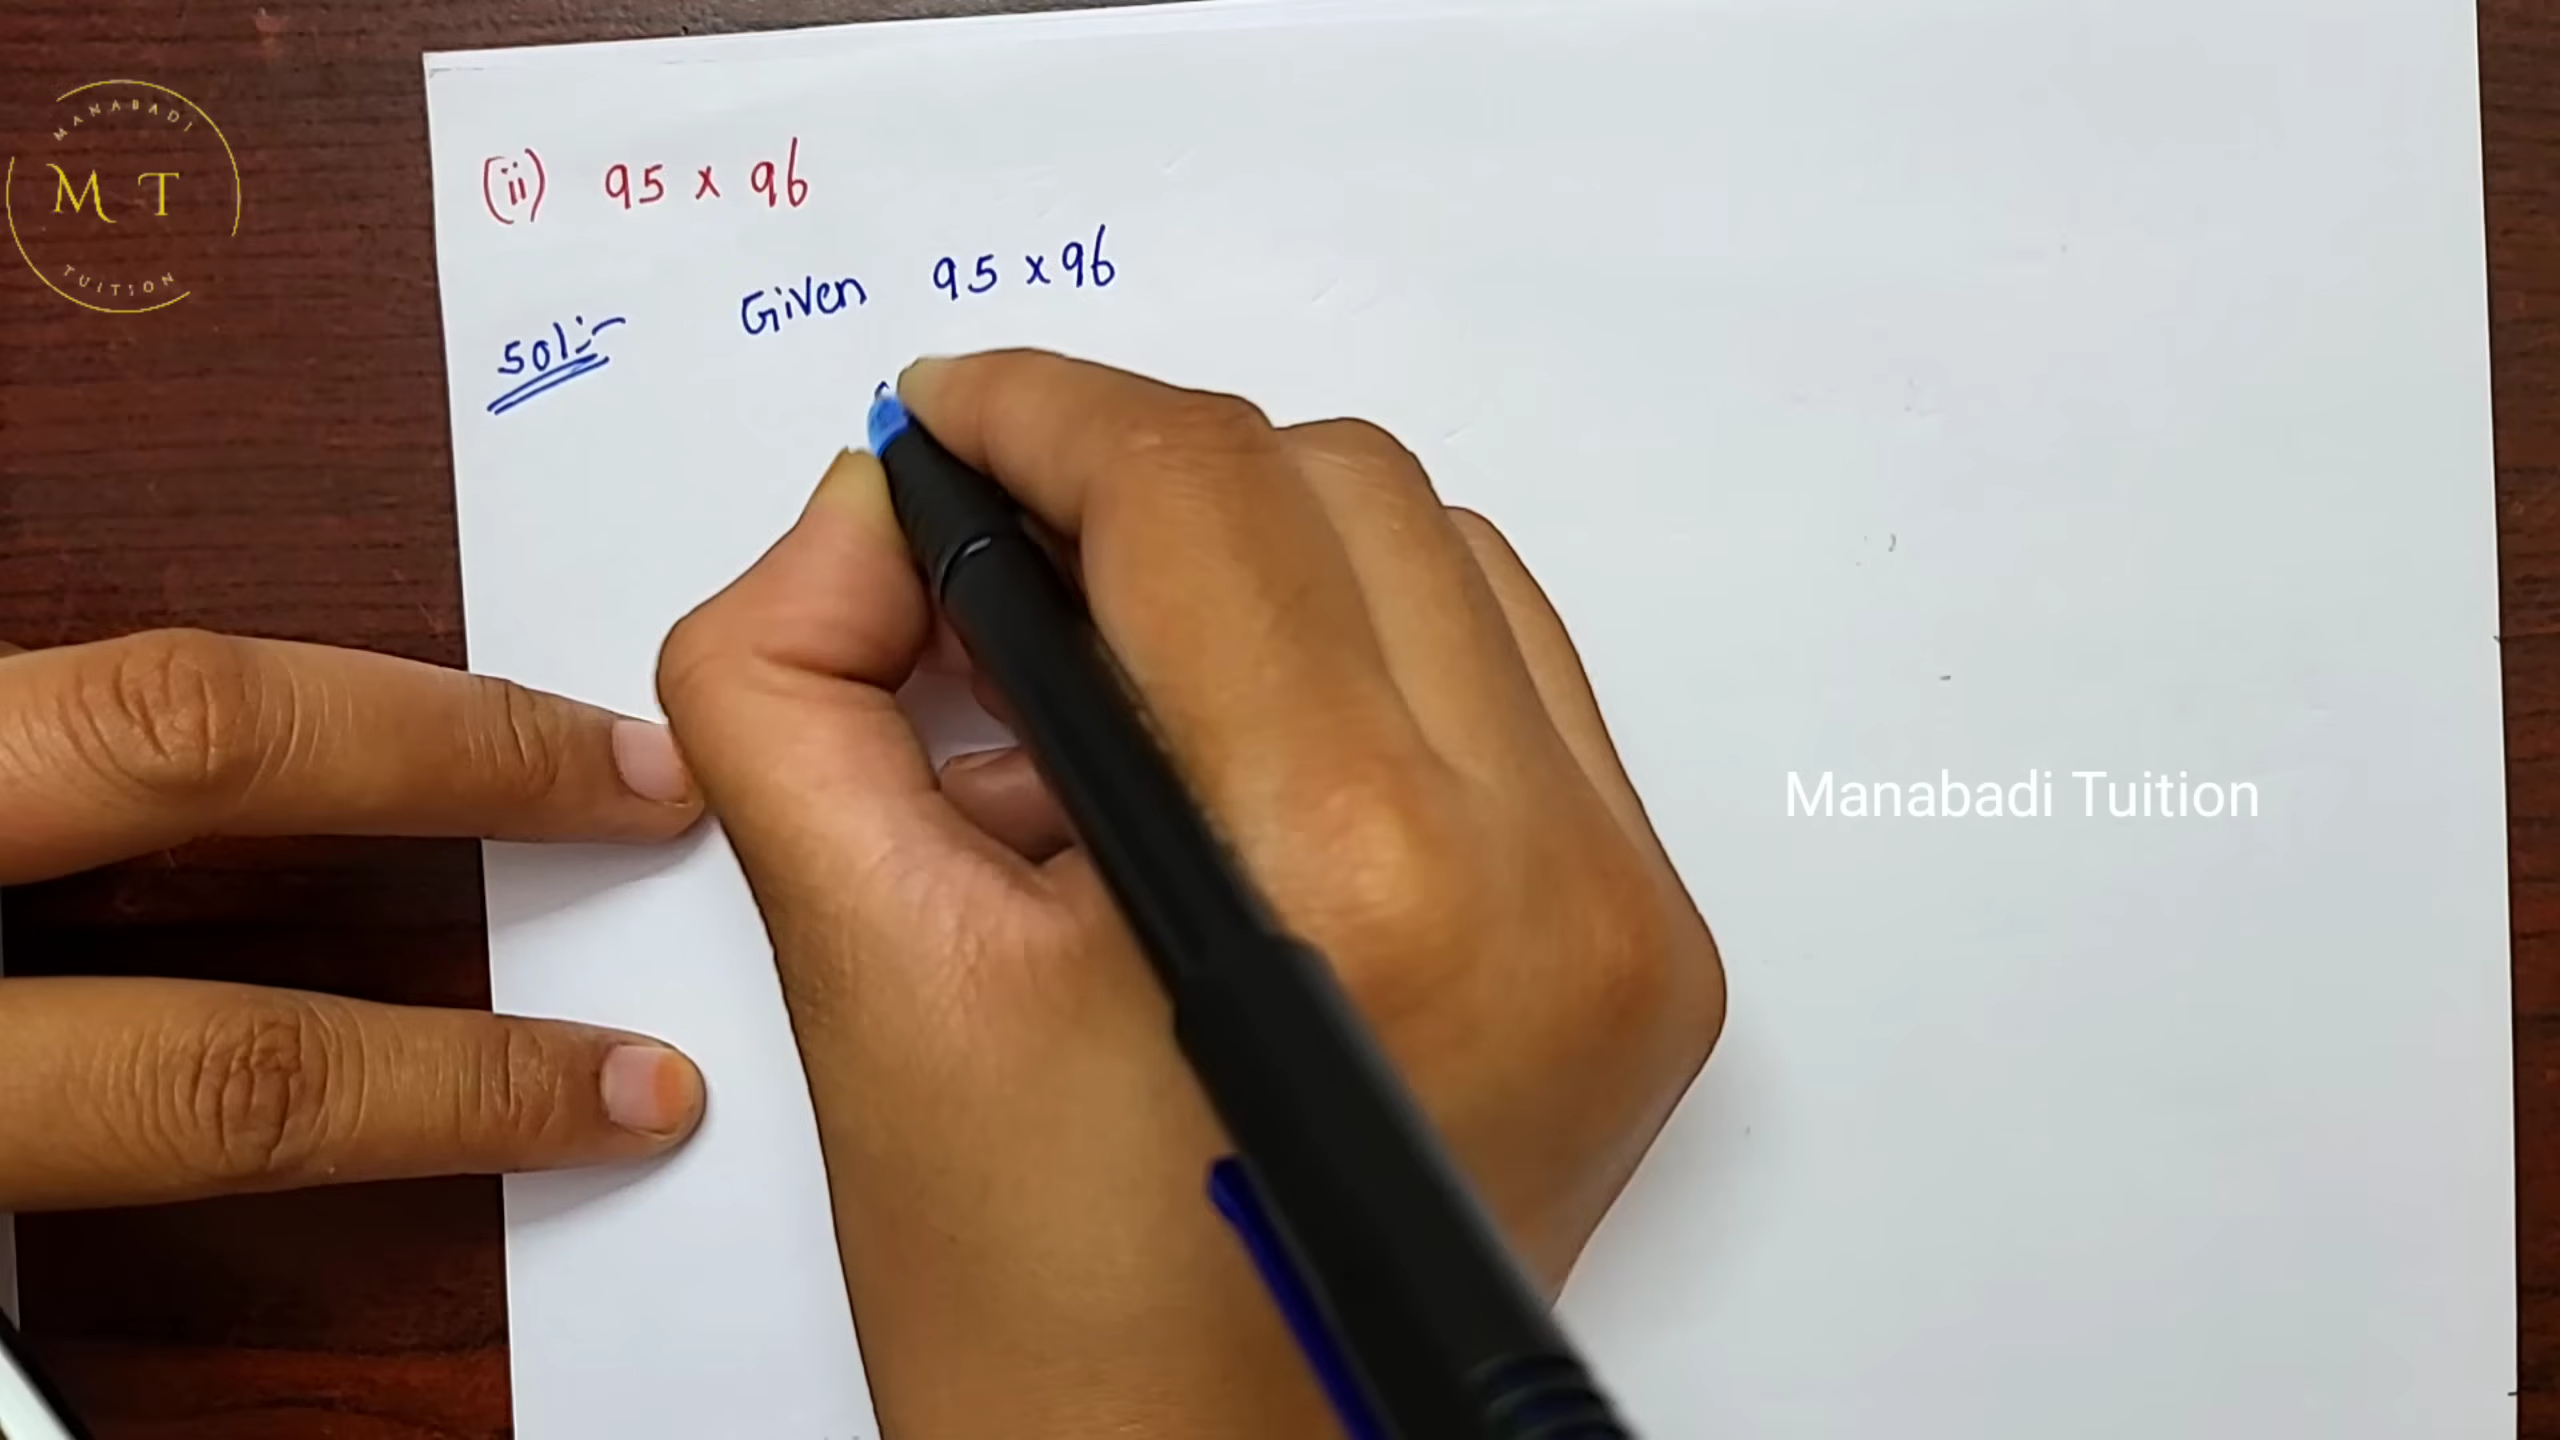 MANABADI
M T
TUITION
(ii) 95 x 96
Given 95 x 96
Sol:-
Manabadi Tuition